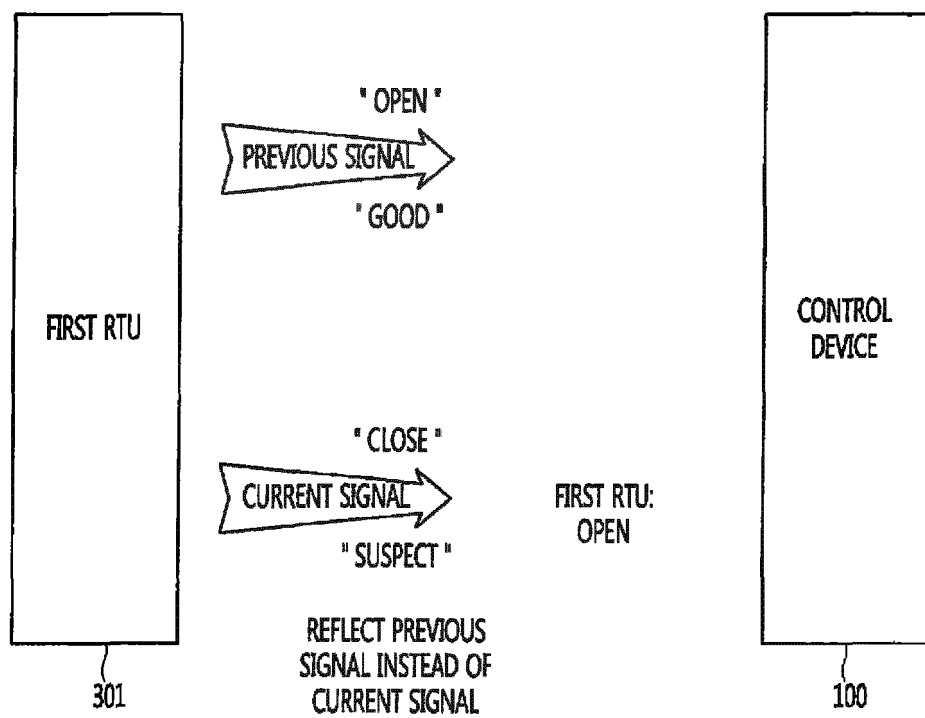 " OPEN "
PREVIOUS SIGNAL
" GOOD "
FIRST RTU
CONTROL
DEVICE
" CLOSE "
CURRENT SIGNAL
" SUSPECT "
FIRST RTU:
OPEN
REFLECT PREVIOUS
SIGNAL INSTEAD OF
CURRENT SIGNAL
301
100